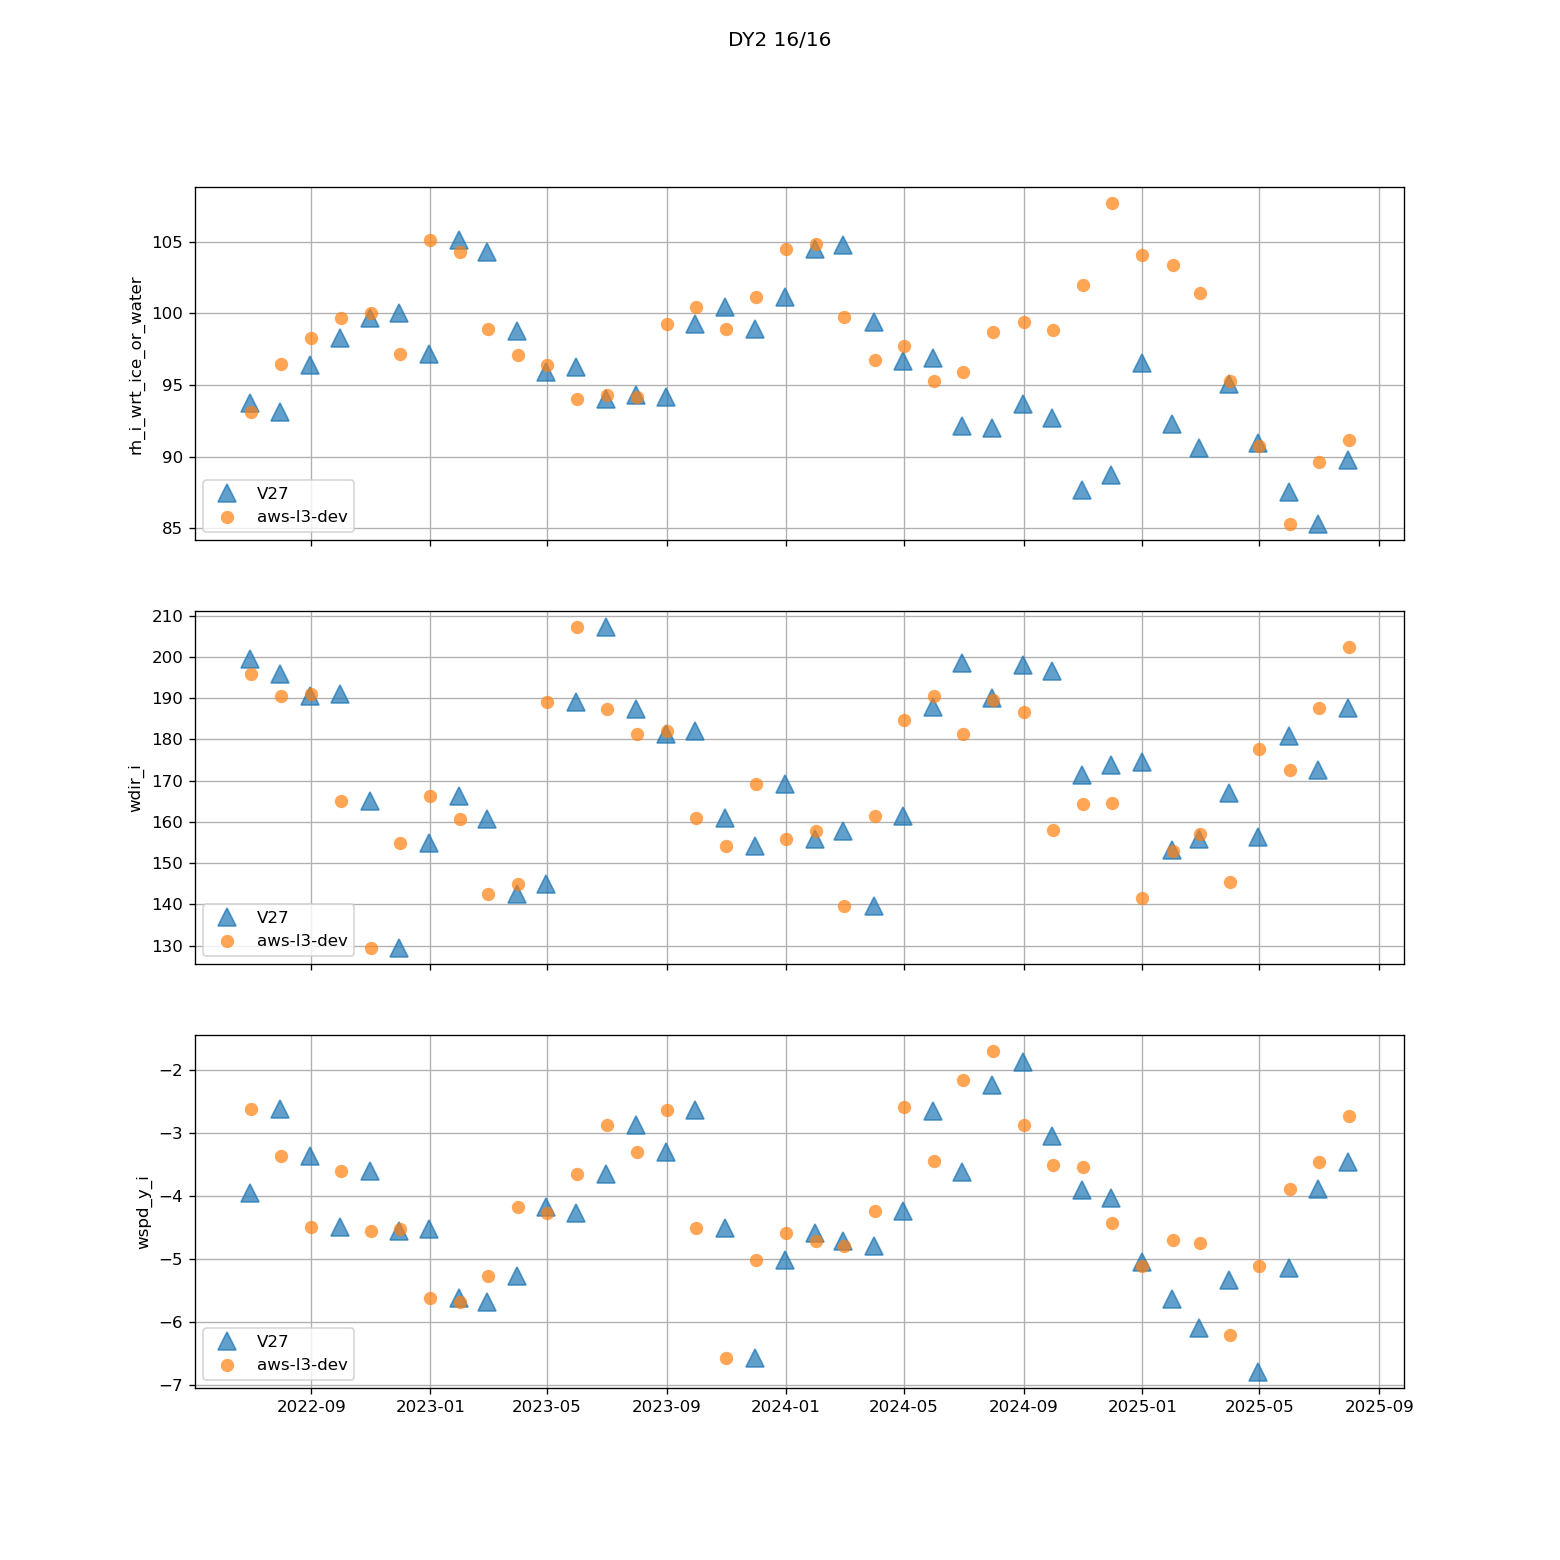 DY2 16/16
rh_i_wrt_ice_or_water
105
100
95
90
85
V27
aws-l3-dev
wdir_i
210
200
190
180
170
160
150
140
130
V27
aws-l3-dev
wspd_y_i
−2
−3
−4
−5
−6
−7
V27
aws-l3-dev
2022-09 2023-01 2023-05 2023-09 2024-01 2024-05 2024-09 2025-01 2025-05 2025-09